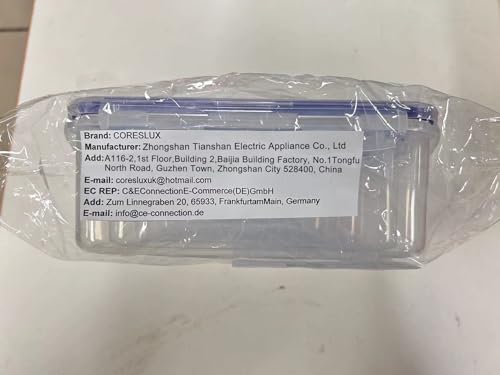 Brand: CORESLUX
Manufacturer: Zhongshan Tianshan Electric Appliance Co., Ltd
Add:A116-2,1st Floor,Building 2,Baijia Building Factory, No.1Tongfu
North Road, Guzhen Town, Zhongshan City 528400, China
E-mail: coresluxuk@hotmail.com
EC REP: C&EConnectionE-Commerce(DE)GmbH
Add: Zum Linnegraben 20, 65933, FrankfurtamMain, Germany
E-mail: info@ce-connection.de